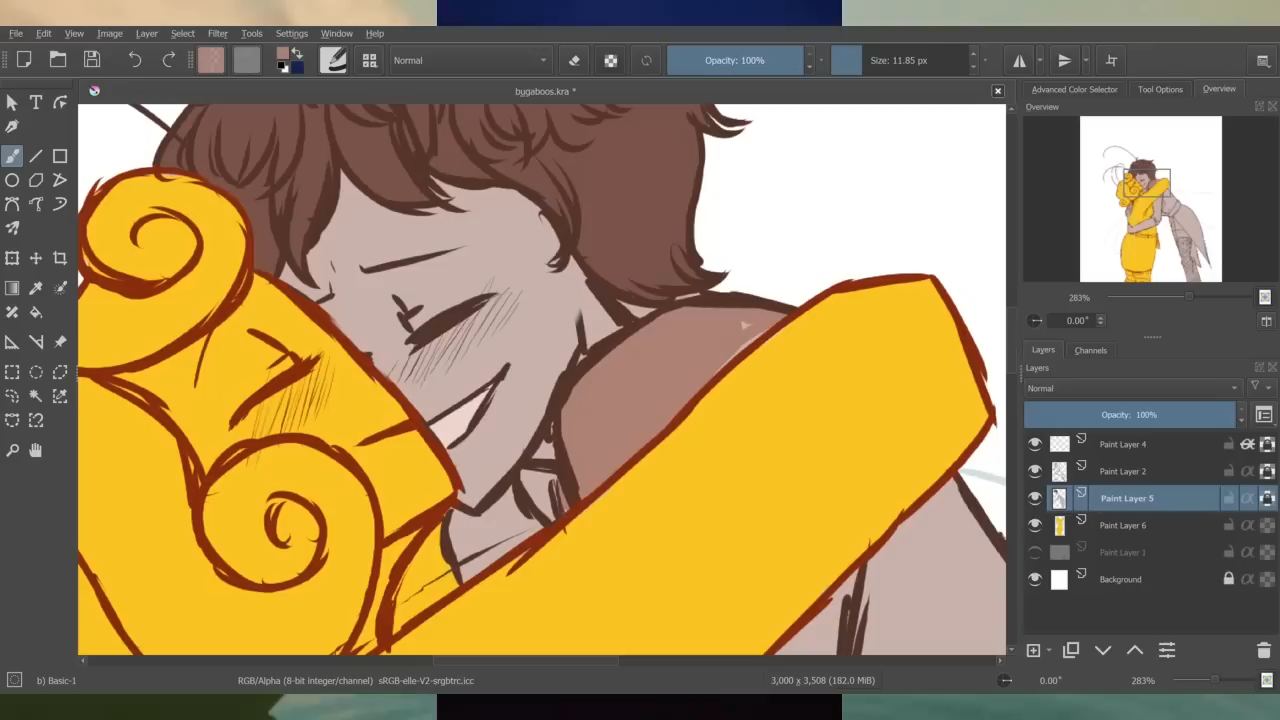 File Edit View Image Layer Select Filter Tools Settings Window Help
Normal
Opacity: 100%
Size: 11.85 px
bygaboos.kra *
Advanced Color Selector Tool Options Overview
Overview
283%
0.00°
Layers Channels
Layers
Normal
Opacity: 100%
Paint Layer 4
Paint Layer 2
Paint Layer 5
Paint Layer 6
Paint Layer 1
Background
b) Basic-1
RGB/Alpha (8-bit integer/channel) sRGB-elle-V2-srgbtrc.icc
3,000 x 3,508 (182.0 MiB)
0.00°
283%